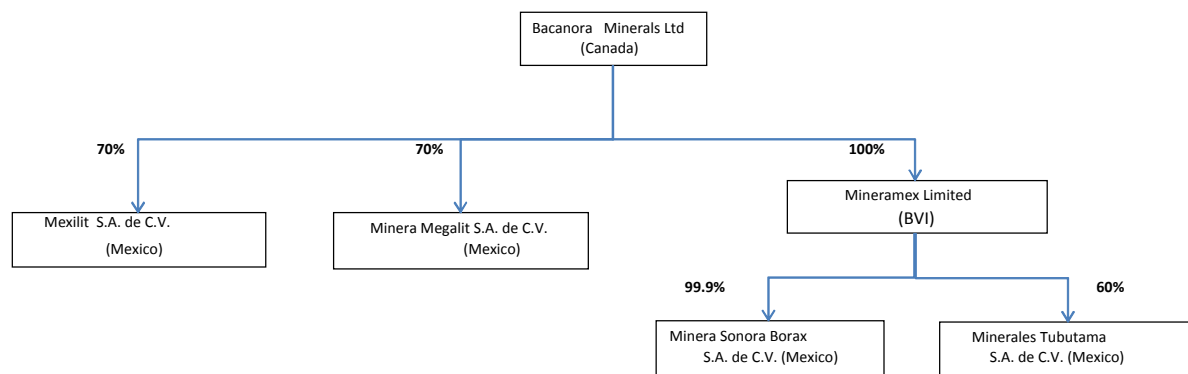 Bacanora Minerals Ltd
(Canada)
70%
70%
100%
Mexilit S.A. de C.V.
(Mexico)
Minera Megalit S.A. de C.V.
(Mexico)
Mineramex Limited
(BVI)
99.9%
60%
Minera Sonora Borax
S.A. de C.V. (Mexico)
Minerales Tubutama
S.A. de C.V. (Mexico)